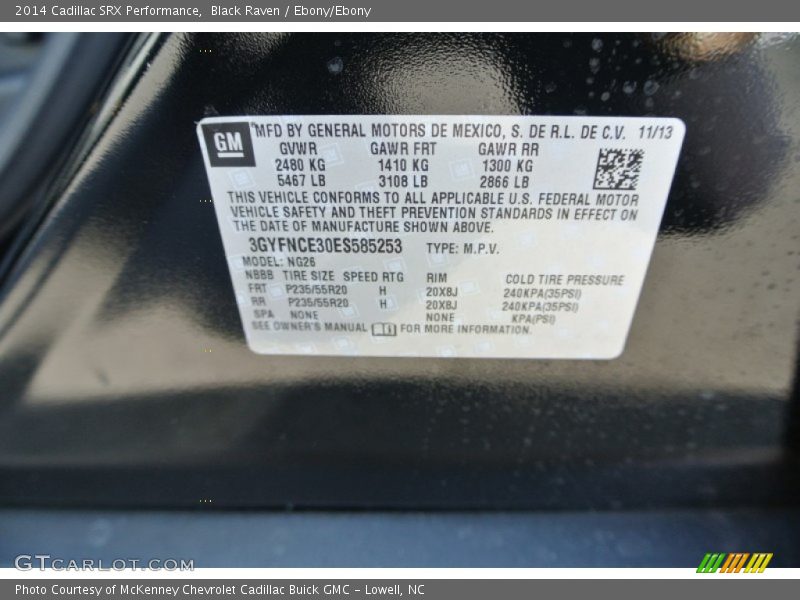 2014 Cadillac SRX Performance,  Black Raven / Ebony/Ebony
GM
MFD BY GENERAL MOTORS DE MEXICO, S. DE R.L. DE C.V. 11/13
GVWR GAWR FRT GAWR RR
2480 KG 1410 KG 1300 KG
5467 LB 3108 LB 2866 LB
THIS VEHICLE CONFORMS TO ALL APPLICABLE U.S. FEDERAL MOTOR
VEHICLE SAFETY AND THEFT PREVENTION STANDARDS IN EFFECT ON
THE DATE OF MANUFACTURE SHOWN ABOVE.
3GYFNCE30ES585253 TYPE: M.P.V.
MODEL: NG26
NBBB TIRE SIZE SPEED RTG RIM COLD TIRE PRESSURE
FRT P235/55R20 H 20X8J 240KPA(35PSI)
RR P235/55R20 H 20X8J 240KPA(35PSI)
SPA NONE NONE KPA(PSI)
SEE OWNER'S MANUAL FOR MORE INFORMATION.
GTCARLOT.COM
Photo Courtesy of McKenney Chevrolet Cadillac Buick GMC - Lowell, NC